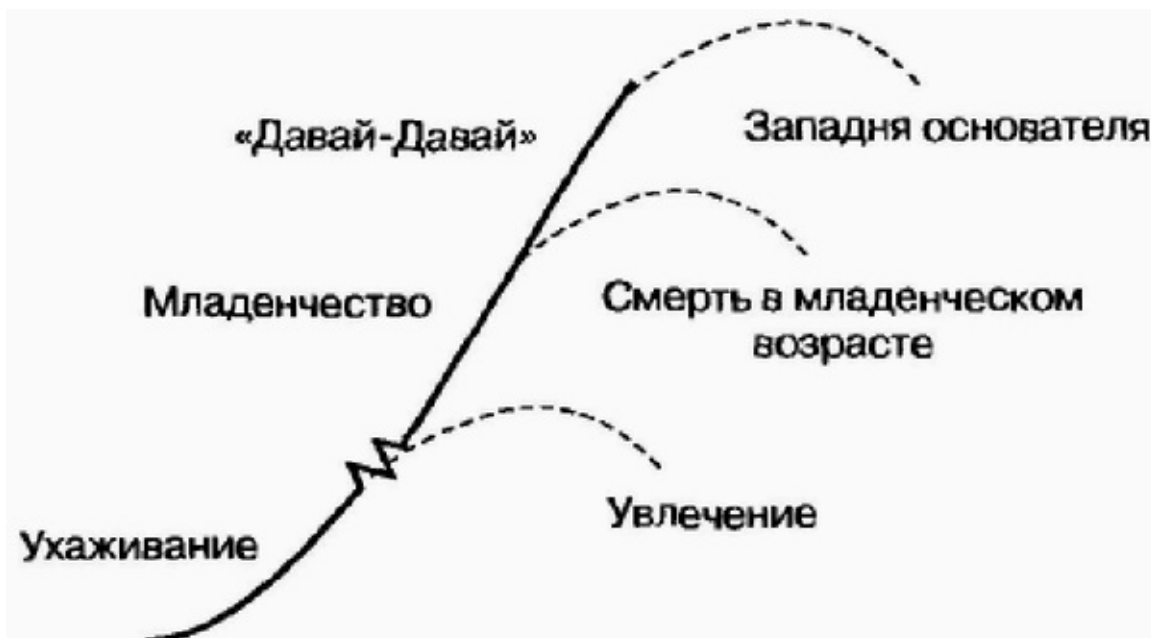 «Давай-Давай»
Западня основателя
Младенчество
Смерть в младенческом
возрасте
Увлечение
Ухаживание